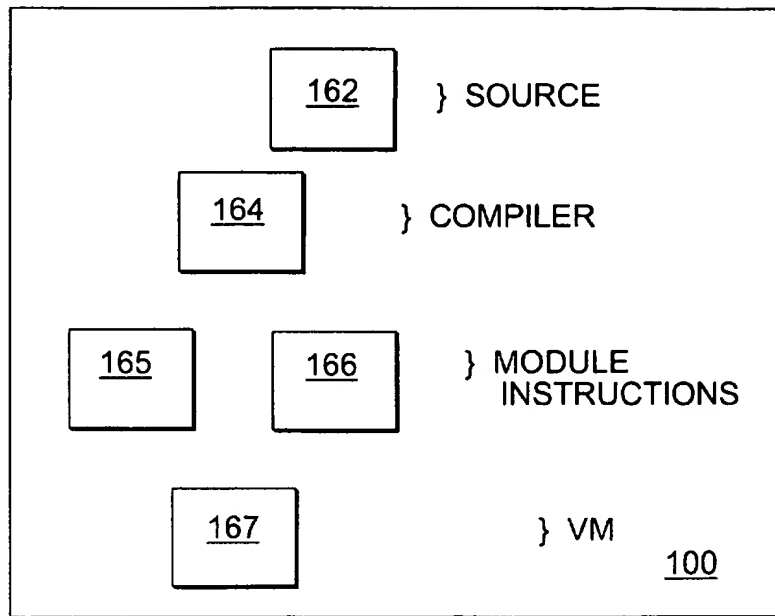 162 } SOURCE
164 } COMPILER
165 166 } MODULE
INSTRUCTIONS
167 } VM
100